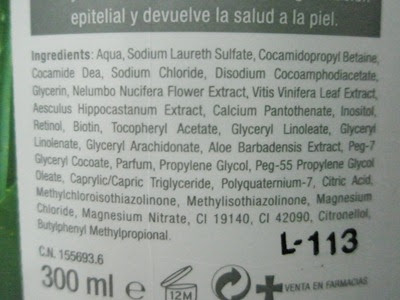 epitelial y devuelve la salud a la piel.
Ingredients: Aqua, Sodium Laureth Sulfate, Cocamidopropyl Betaine,
Cocamide Dea, Sodium Chloride, Disodium Cocoamphodiacetate,
Glycerin, Nelumbo Nucifera Flower Extract, Vitis Vinifera Leaf Extract,
Aesculus Hippocastanum Extract, Calcium Pantothenate, Inositol,
Retinol, Biotin, Tocopheryl Acetate, Glyceryl Linoleate, Glyceryl
Linolenate, Glyceryl Arachidonate, Aloe Barbadensis Extract, Peg-7
Glyceryl Cocoate, Parfum, Propylene Glycol, Peg-55 Propylene Glycol
Oleate, Caprylic/Capric Triglyceride, Polyquaternium-7, Citric Acid,
Methylchloroisothiazolinone, Methylisothiazolinone, Magnesium
Chloride, Magnesium Nitrate, CI 19140, CI 42090, Citronellol,
Butylphenyl Methylpropional.
L-113
C.N. 155693.6
300 ml e
12M
VENTA EN FARMACIAS